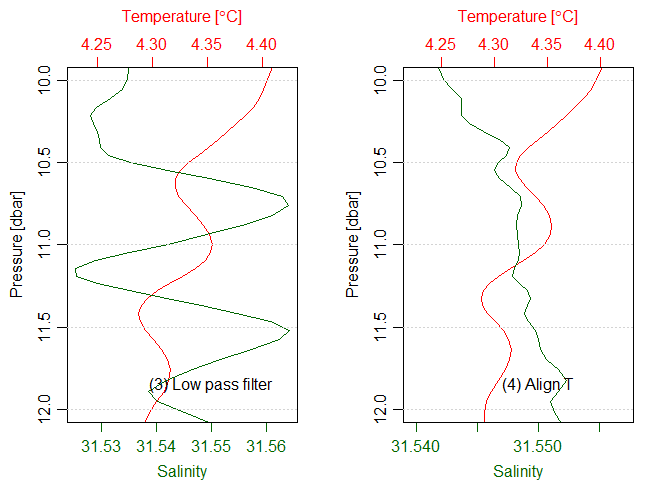 Temperature [°C]
4.25 4.30 4.35 4.40
10.0
10.5
11.0
11.5
12.0
Pressure [dbar]
(3) Low pass filter
31.53 31.54 31.55 31.56
Salinity
Temperature [°C]
4.25 4.30 4.35 4.40
10.0
10.5
11.0
11.5
12.0
Pressure [dbar]
(4) Align T
31.540 31.550
Salinity